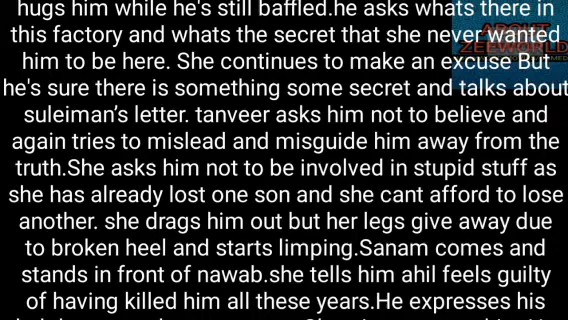 hugs him while he's still baffled.he asks whats there in
this factory and whats the secret that she never wanted
him to be here. She continues to make an excuse But
he's sure there is something some secret and talks about
suleiman's letter. tanveer asks him not to believe and
again tries to mislead and misguide him away from the
truth.She asks him not to be involved in stupid stuff as
she has already lost one son and she cant afford to lose
another. she drags him out but her legs give away due
to broken heel and starts limping.Sanam comes and
stands in front of nawab.she tells him ahil feels guilty
of having killed him all these years.He expresses his
ABOUT
ZEEWORLD